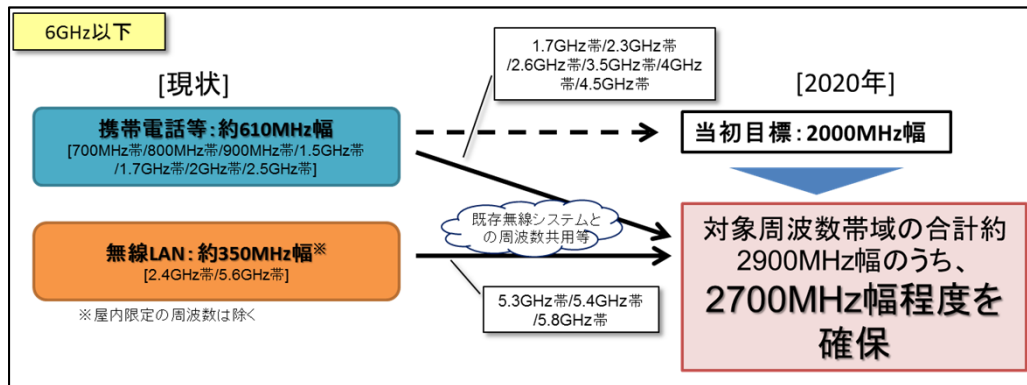 6GHz以下
[現状]
携帯電話等：約610MHz幅
[700MHz帯/800MHz帯/900MHz帯/1.5GHz帯
/1.7GHz帯/2GHz帯/2.5GHz帯]
無線LAN：約350MHz幅※
[2.4GHz帯/5.6GHz帯]
※屋内限定の周波数は除く
1.7GHz帯/2.3GHz帯
/2.6GHz帯/3.5GHz帯/4GHz
帯/4.5GHz帯
既存無線システムと
の周波数共用等
5.3GHz帯/5.4GHz帯
/5.8GHz帯
[2020年]
当初目標：2000MHz幅
対象周波数帯域の合計約
2900MHz幅のうち、
2700MHz幅程度を
確保